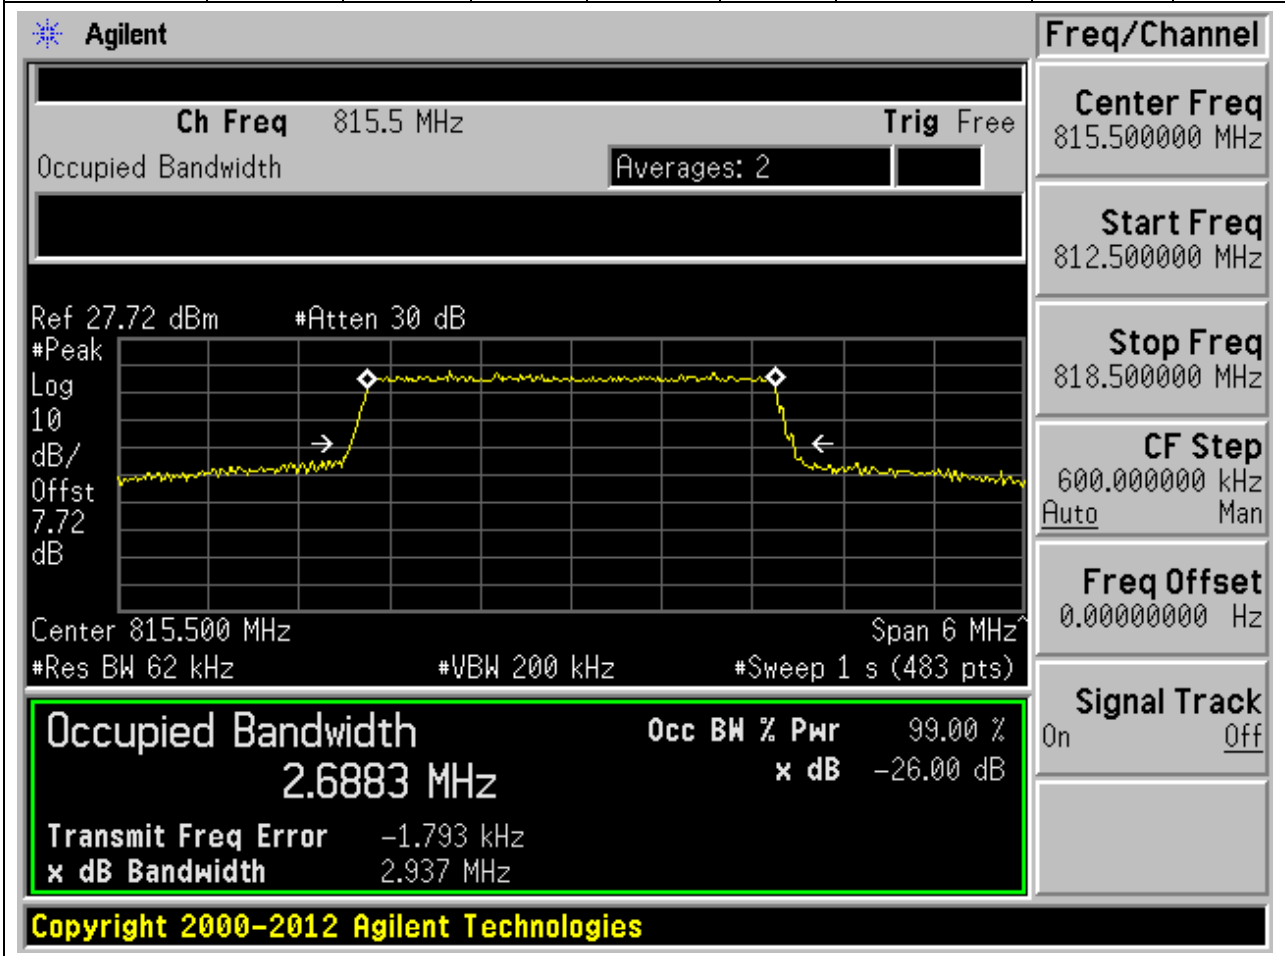 Agilent
Freq/Channel
Ch Freq 815.5 MHz Trig Free
Occupied Bandwidth Averages: 2
Center Freq
815.500000 MHz
Start Freq
812.500000 MHz
Stop Freq
818.500000 MHz
CF Step
600.000000 kHz
Auto Man
Freq Offset
0.00000000 Hz
Signal Track
On Off
Ref 27.72 dBm #Atten 30 dB
#Peak
Log
10
dB/
Offst
7.72
dB
Center 815.500 MHz Span 6 MHz^
#Res BW 62 kHz #VBW 200 kHz #Sweep 1 s (483 pts)
Occupied Bandwidth Occ BW % Pwr 99.00 %
2.6883 MHz x dB -26.00 dB
Transmit Freq Error -1.793 kHz
x dB Bandwidth 2.937 MHz
Copyright 2000-2012 Agilent Technologies